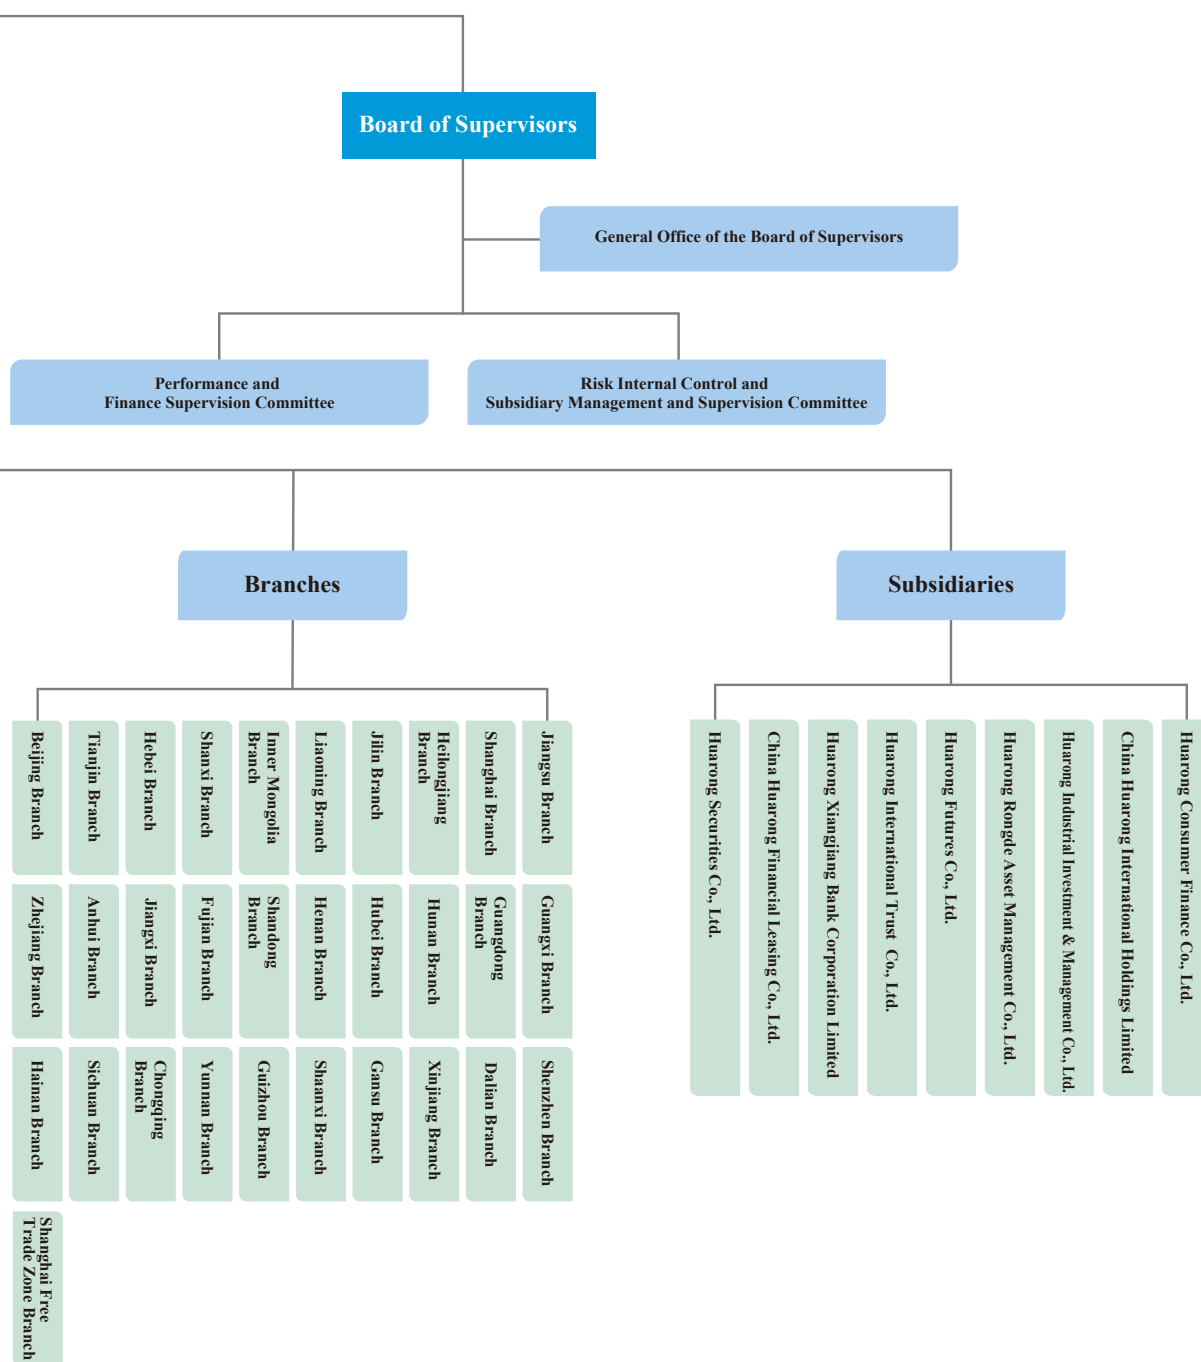 Board of Supervisors
General Office of the Board of Supervisors
Performance and
Finance Supervision Committee
Risk Internal Control and
Subsidiary Management and Supervision Committee
Branches
Subsidiaries
Beijing Branch
Tianjin Branch
Hebei Branch
Shanxi Branch
Inner Mongolia
Branch
Liaoning Branch
Jilin Branch
Heilongjiang
Branch
Shanghai Branch
Jiangsu Branch
Zhejiang Branch
Anhui Branch
Jiangxi Branch
Fujian Branch
Shandong
Branch
Henan Branch
Hubei Branch
Hunan Branch
Guangdong
Branch
Guangxi Branch
Hainan Branch
Sichuan Branch
Chongqing
Branch
Yunnan Branch
Guizhou Branch
Shaanxi Branch
Gansu Branch
Xinjiang Branch
Dalian Branch
Shenzhen Branch
Shanghai Free
Trade Zone Branch
Huarong Securities Co., Ltd.
China Huarong Financial Leasing Co., Ltd.
Huarong Xiangjiang Bank Corporation Limited
Huarong International Trust Co., Ltd.
Huarong Futures Co., Ltd.
Huarong Rongde Asset Management Co., Ltd.
Huarong Industrial Investment & Management Co., Ltd.
China Huarong International Holdings Limited
Huarong Consumer Finance Co., Ltd.